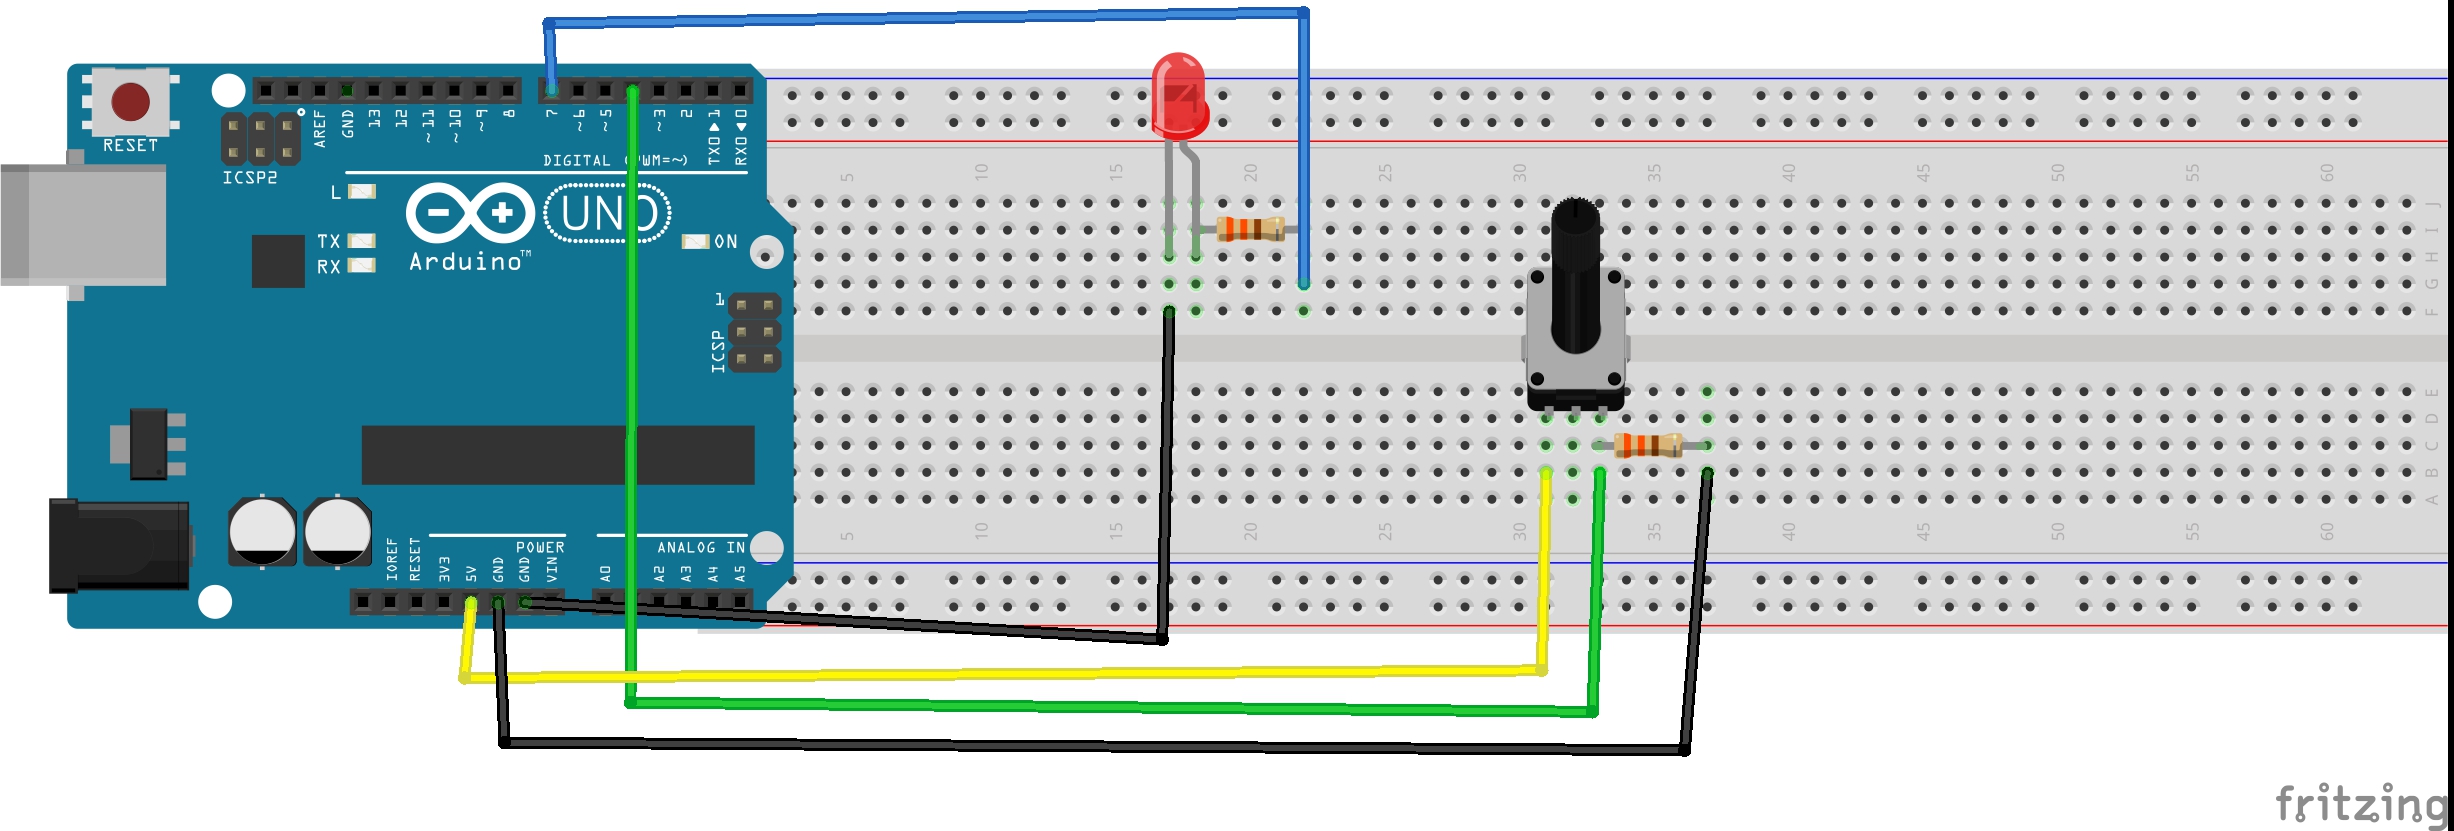 RESET
ICSP2
AREF
GND
13
12
~11
~10
~9
8
7
~6
~5
~3
2
TX0▶1
RX0◀0
DIGITAL (PWM=~)
L
TX
RX
UNO
ON
Arduino™
1
ICSP
IOREF
RESET
3V3
5V
GND
GND
VIN
POWER
ANALOG IN
A0
A2
A3
A4
A5
5 10 15 20 25 30 35 40 45 50 55 60
J
I
H
G
F
E
D
C
B
A
5 10 15 20 25 30 35 40 45 50 55 60
fritzing